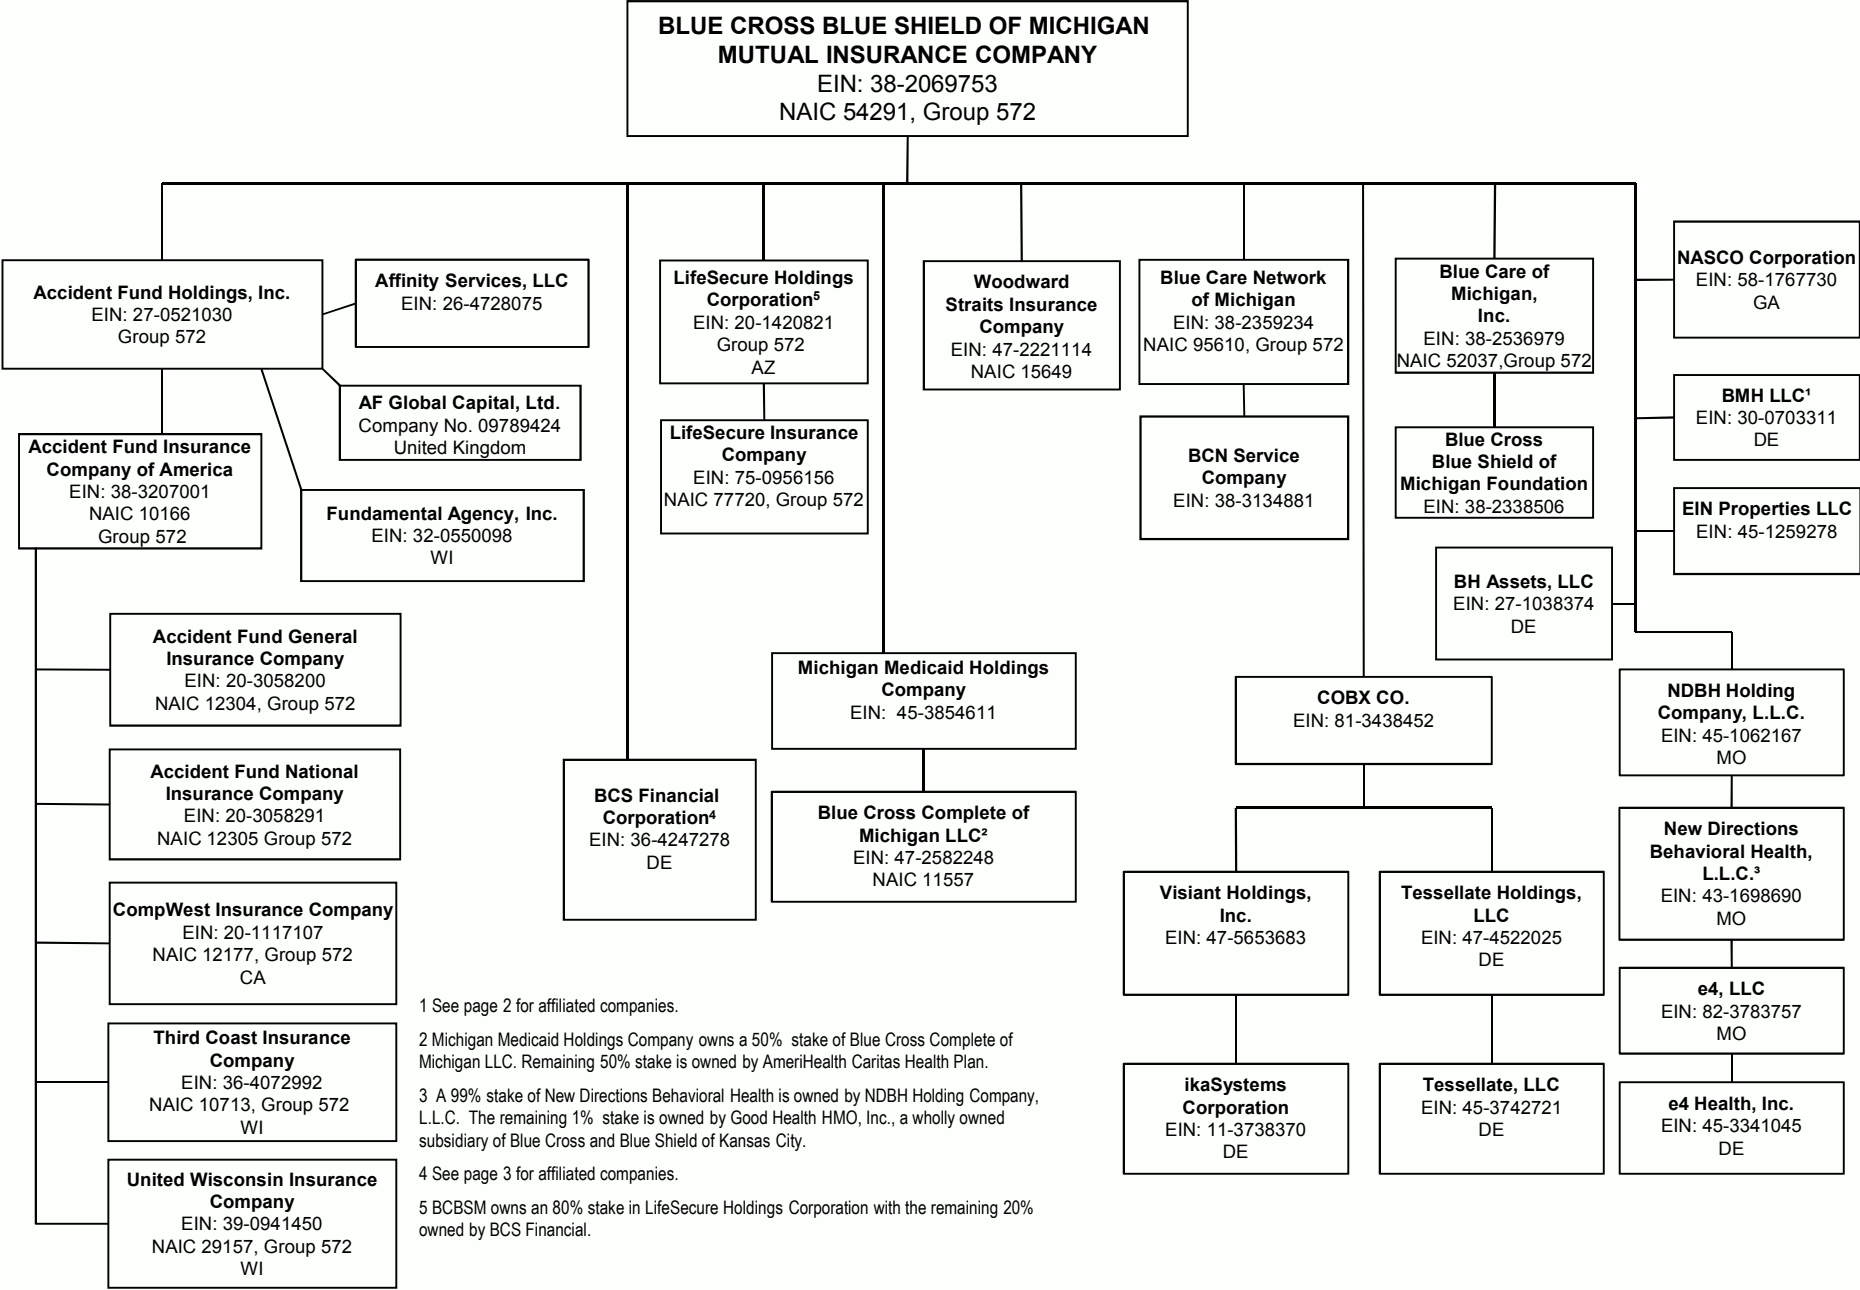 BLUE CROSS BLUE SHIELD OF MICHIGAN
MUTUAL INSURANCE COMPANY
EIN: 38-2069753
NAIC 54291, Group 572
Accident Fund Holdings, Inc.
EIN: 27-0521030
Group 572
Affinity Services, LLC
EIN: 26-4728075
AF Global Capital, Ltd.
Company No. 09789424
United Kingdom
Fundamental Agency, Inc.
EIN: 32-0550098
WI
Accident Fund Insurance
Company of America
EIN: 38-3207001
NAIC 10166
Group 572
Accident Fund General
Insurance Company
EIN: 20-3058200
NAIC 12304, Group 572
Accident Fund National
Insurance Company
EIN: 20-3058291
NAIC 12305 Group 572
CompWest Insurance Company
EIN: 20-1117107
NAIC 12177, Group 572
CA
Third Coast Insurance
Company
EIN: 36-4072992
NAIC 10713, Group 572
WI
United Wisconsin Insurance
Company
EIN: 39-0941450
NAIC 29157, Group 572
WI
BCS Financial
Corporation⁴
EIN: 36-4247278
DE
LifeSecure Holdings
Corporation⁵
EIN: 20-1420821
Group 572
AZ
LifeSecure Insurance
Company
EIN: 75-0956156
NAIC 77720, Group 572
Michigan Medicaid Holdings
Company
EIN: 45-3854611
Blue Cross Complete of
Michigan LLC²
EIN: 47-2582248
NAIC 11557
Woodward
Straits Insurance
Company
EIN: 47-2221114
NAIC 15649
Blue Care Network
of Michigan
EIN: 38-2359234
NAIC 95610, Group 572
BCN Service
Company
EIN: 38-3134881
COBX CO.
EIN: 81-3438452
Visiant Holdings,
Inc.
EIN: 47-5653683
ikaSystems
Corporation
EIN: 11-3738370
DE
Tessellate Holdings,
LLC
EIN: 47-4522025
DE
Tessellate, LLC
EIN: 45-3742721
DE
Blue Care of
Michigan,
Inc.
EIN: 38-2536979
NAIC 52037,Group 572
Blue Cross
Blue Shield of
Michigan Foundation
EIN: 38-2338506
NASCO Corporation
EIN: 58-1767730
GA
BMH LLC¹
EIN: 30-0703311
DE
EIN Properties LLC
EIN: 45-1259278
BH Assets, LLC
EIN: 27-1038374
DE
NDBH Holding
Company, L.L.C.
EIN: 45-1062167
MO
New Directions
Behavioral Health,
L.L.C.³
EIN: 43-1698690
MO
e4, LLC
EIN: 82-3783757
MO
e4 Health, Inc.
EIN: 45-3341045
DE
1 See page 2 for affiliated companies.
2 Michigan Medicaid Holdings Company owns a 50% stake of Blue Cross Complete of
Michigan LLC. Remaining 50% stake is owned by AmeriHealth Caritas Health Plan.
3 A 99% stake of New Directions Behavioral Health is owned by NDBH Holding Company,
L.L.C. The remaining 1% stake is owned by Good Health HMO, Inc., a wholly owned
subsidiary of Blue Cross and Blue Shield of Kansas City.
4 See page 3 for affiliated companies.
5 BCBSM owns an 80% stake in LifeSecure Holdings Corporation with the remaining 20%
owned by BCS Financial.